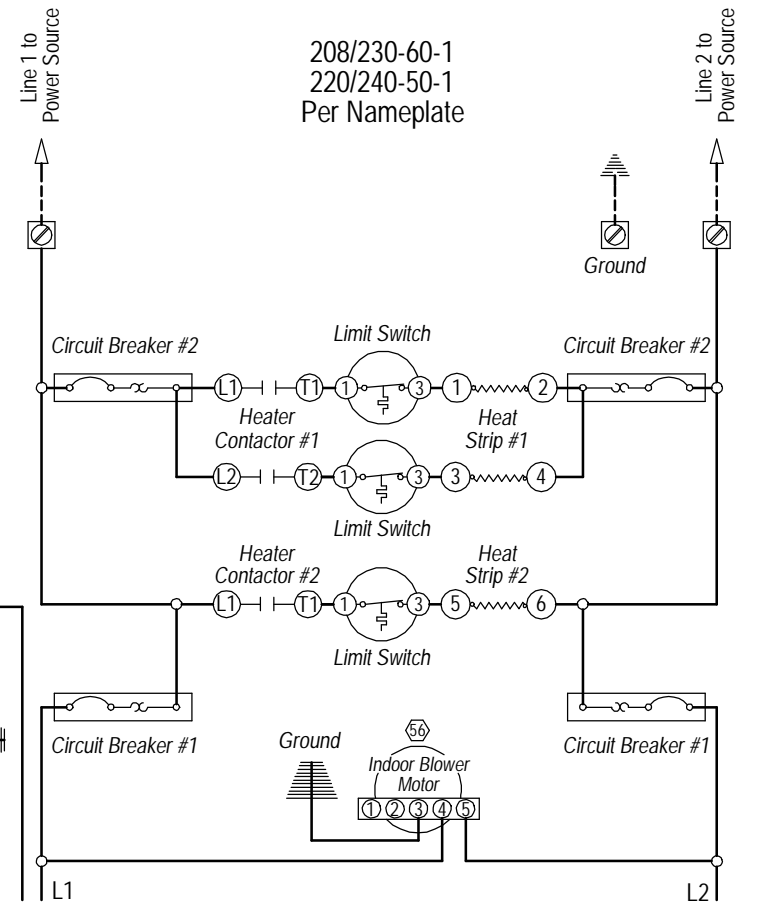 Line 1 to
Power Source
208/230-60-1
220/240-50-1
Per Nameplate
Line 2 to
Power Source
Ground
Circuit Breaker #2
Limit Switch
Circuit Breaker #2
L1
T1
1
3
1
2
Heater
Contactor #1
Heat
Strip #1
L2
T2
1
3
3
4
Limit Switch
Heater
Contactor #2
Heat
Strip #2
L1
T1
1
3
5
6
Limit Switch
Circuit Breaker #1
Ground
56
Indoor Blower
Motor
1 2 3 4 5
Circuit Breaker #1
L1
L2